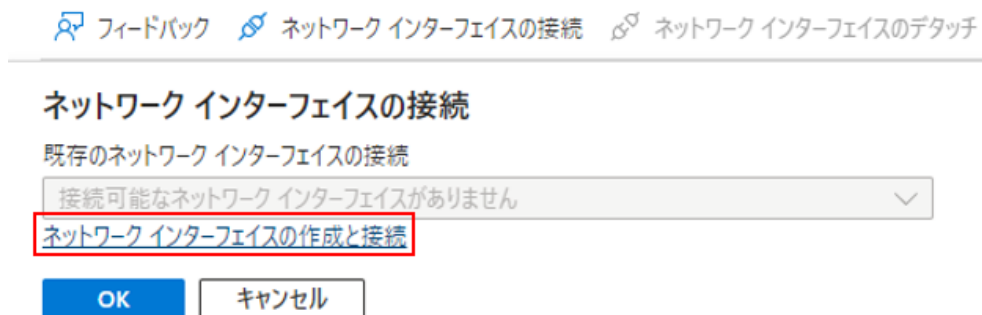 フィードバック ネットワーク インターフェイスの接続 ネットワーク インターフェイスのデタッチ
ネットワーク インターフェイスの接続
既存のネットワーク インターフェイスの接続
接続可能なネットワーク インターフェイスがありません
ネットワーク インターフェイスの作成と接続
OK キャンセル